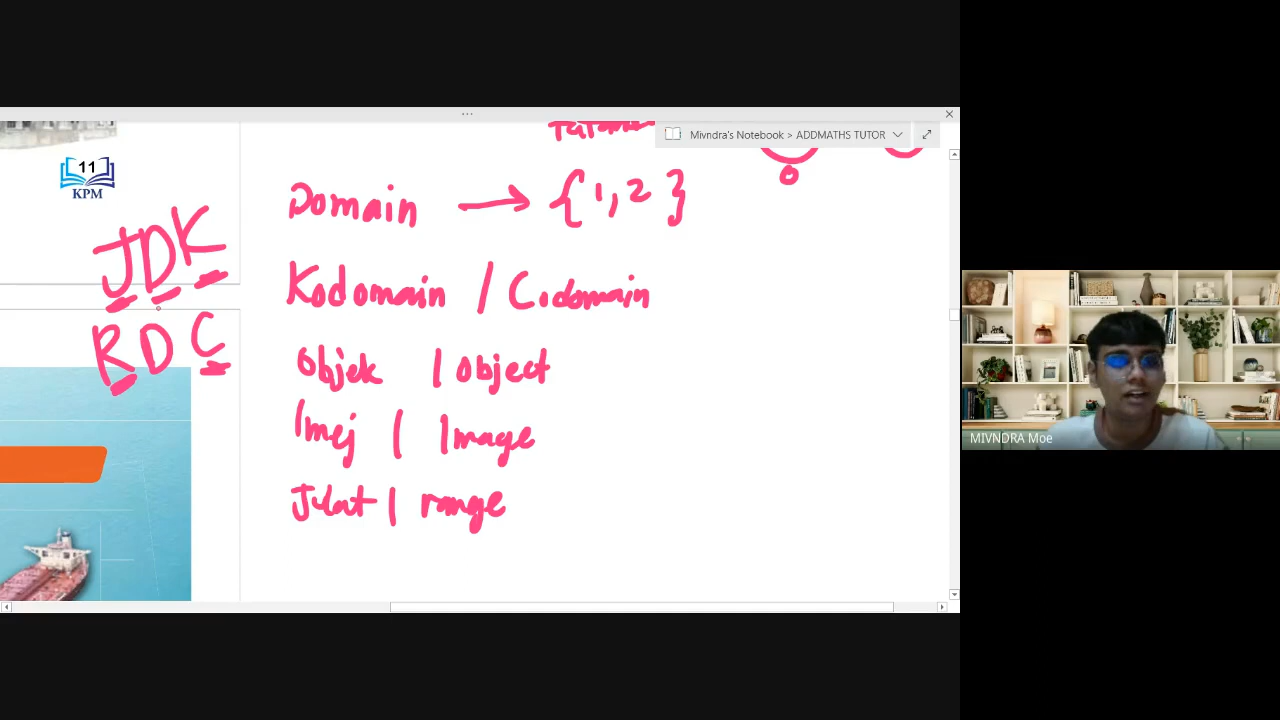 Mivndra's Notebook > ADDMATHS TUTOR
11
KPM
JDK
RDC
Domain → {1,2}
Kodomain / Codomain
Objek | Object
Imej | Image
Julat | range
MIVNDRA Moe